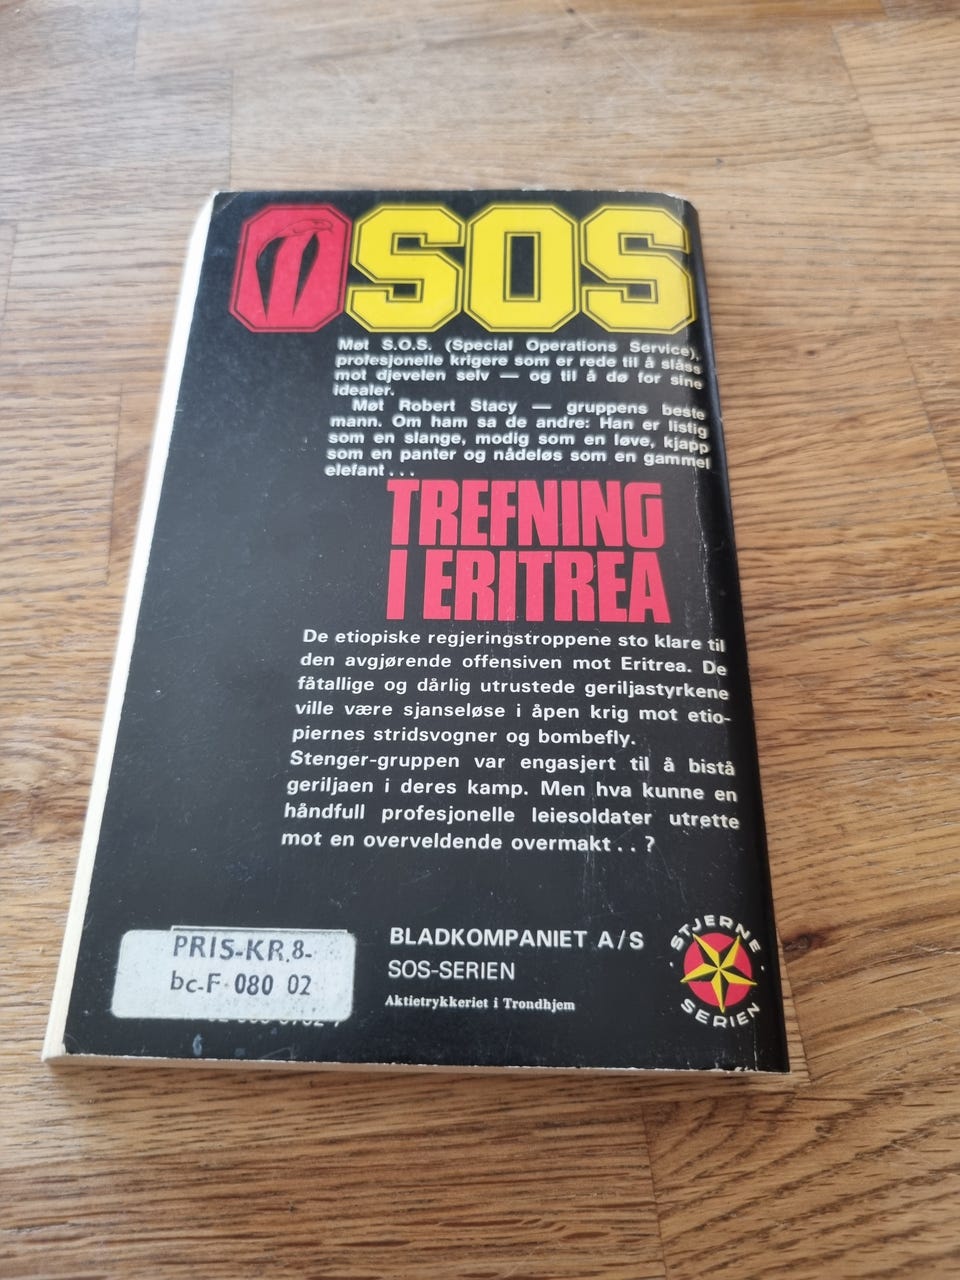 SOS
Møt S.O.S. (Special Operations Service),
profesjonelle krigere som er rede til å slåss
mot djevelen selv — og til å dø for sine
idealer.
Møt Robert Stacy — gruppens beste
mann. Om ham sa de andre: Han er listig
som en slange, modig som en løve, kjapp
som en panter og nådeløs som en gammel
elefant . . .
TREFNING
I ERITREA
De etiopiske regjeringstroppene sto klare til
den avgjørende offensiven mot Eritrea. De
fåtallige og dårlig utrustede geriljastyrkene
ville være sjanseløse i åpen krig mot etio-
piernes stridsvogner og bombefly.
Stenger-gruppen var engasjert til å bistå
geriljaen i deres kamp. Men hva kunne en
håndfull profesjonelle leiesoldater utrette
mot en overveldende overmakt . . ?
PRIS-KR.8-
bc-F 080 02
BLADKOMPANIET A/S
SOS-SERIEN
Aktietrykkeriet i Trondhjem
STJERNE
SERIEN